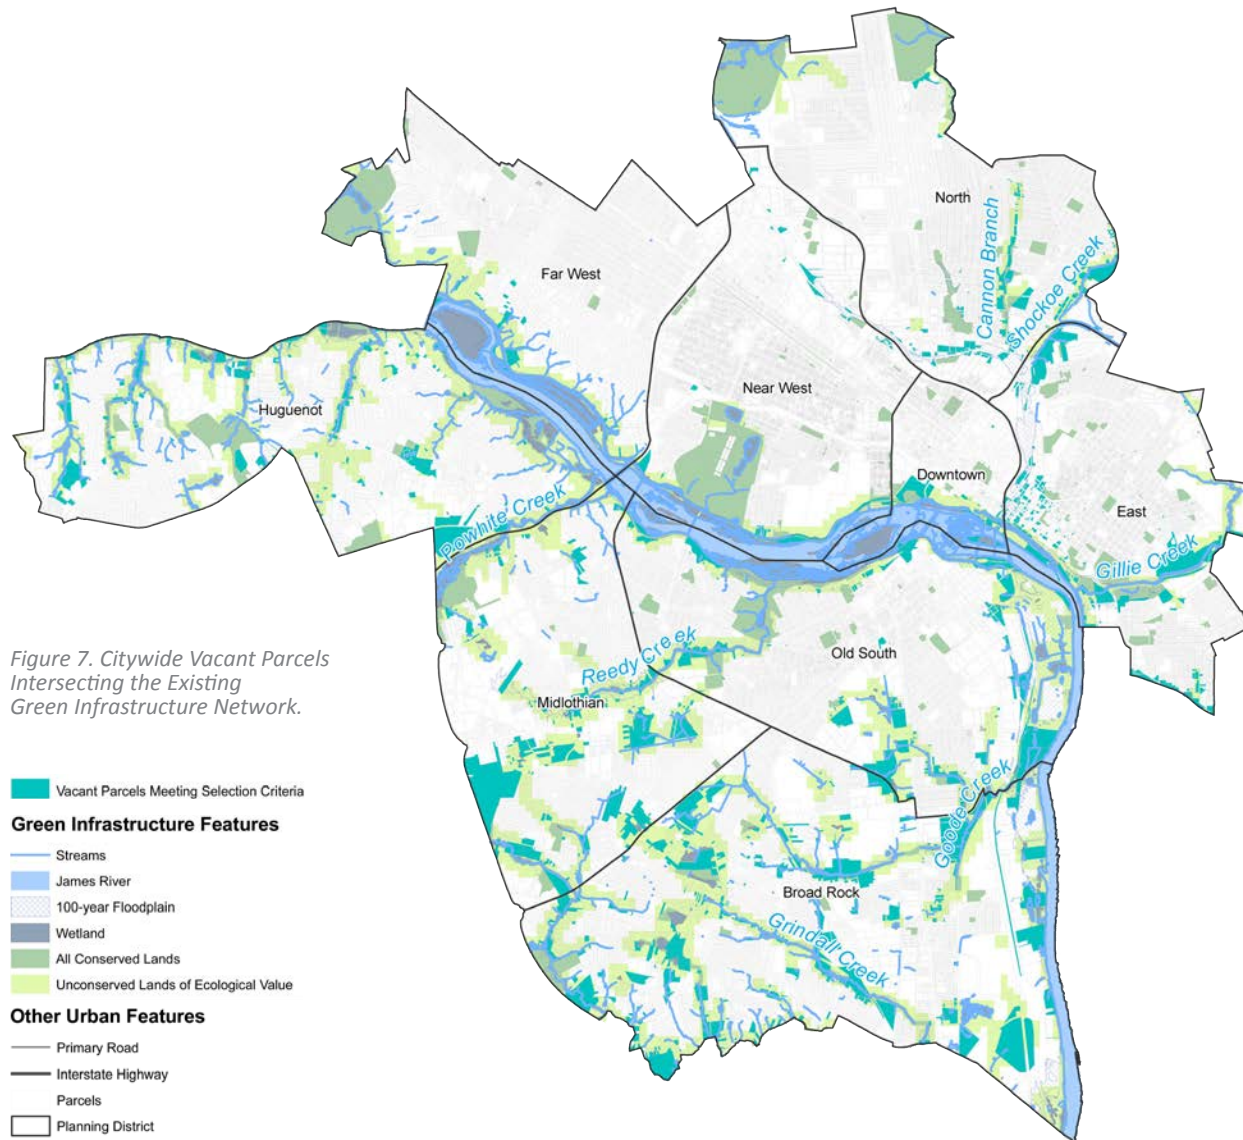 North
Cannon Branch
Shockoe Creek
Far West
Near West
Huguenot
Downtown
East
Powhite Creek
Gillie Creek
Reedy Creek
Old South
Midlothian
Goode Creek
Broad Rock
Grindall Creek
Figure 7. Citywide Vacant Parcels
Intersecting the Existing
Green Infrastructure Network.
Vacant Parcels Meeting Selection Criteria
Green Infrastructure Features
Streams
James River
100-year Floodplain
Wetland
All Conserved Lands
Unconserved Lands of Ecological Value
Other Urban Features
Primary Road
Interstate Highway
Parcels
Planning District